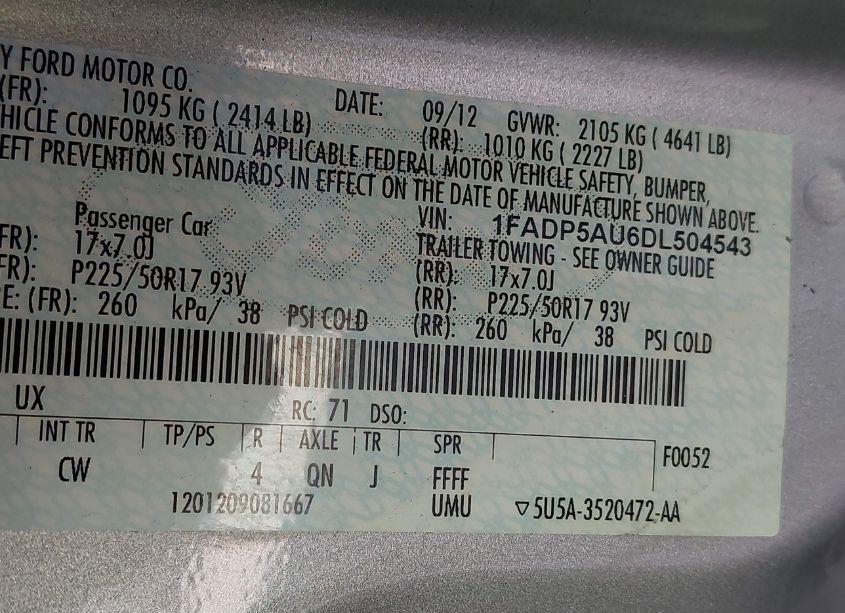 Y FORD MOTOR CO.
DATE: 09/12 GVWR: 2105 KG ( 4641 LB)
(FR): 1095 KG ( 2414 LB) (RR): 1010 KG ( 2227 LB)
EHICLE CONFORMS TO ALL APPLICABLE FEDERAL MOTOR VEHICLE SAFETY, BUMPER,
EFT PREVENTION STANDARDS IN EFFECT ON THE DATE OF MANUFACTURE SHOWN ABOVE.
VIN: 1FADP5AU6DL504543
Passenger Car TRAILER TOWING - SEE OWNER GUIDE
FR): 17x7.0J (RR): 17x7.0J
FR): P225/50R17 93V (RR): P225/50R17 93V
E: (FR): 260 kPa/ 38 PSI COLD (RR): 260 kPa/ 38 PSI COLD
UX RC: 71 DSO:
INT TR TP/PS R AXLE TR SPR F0052
CW 4 QN J FFFF
1201209081667 UMU ▽5U5A-3520472-AA